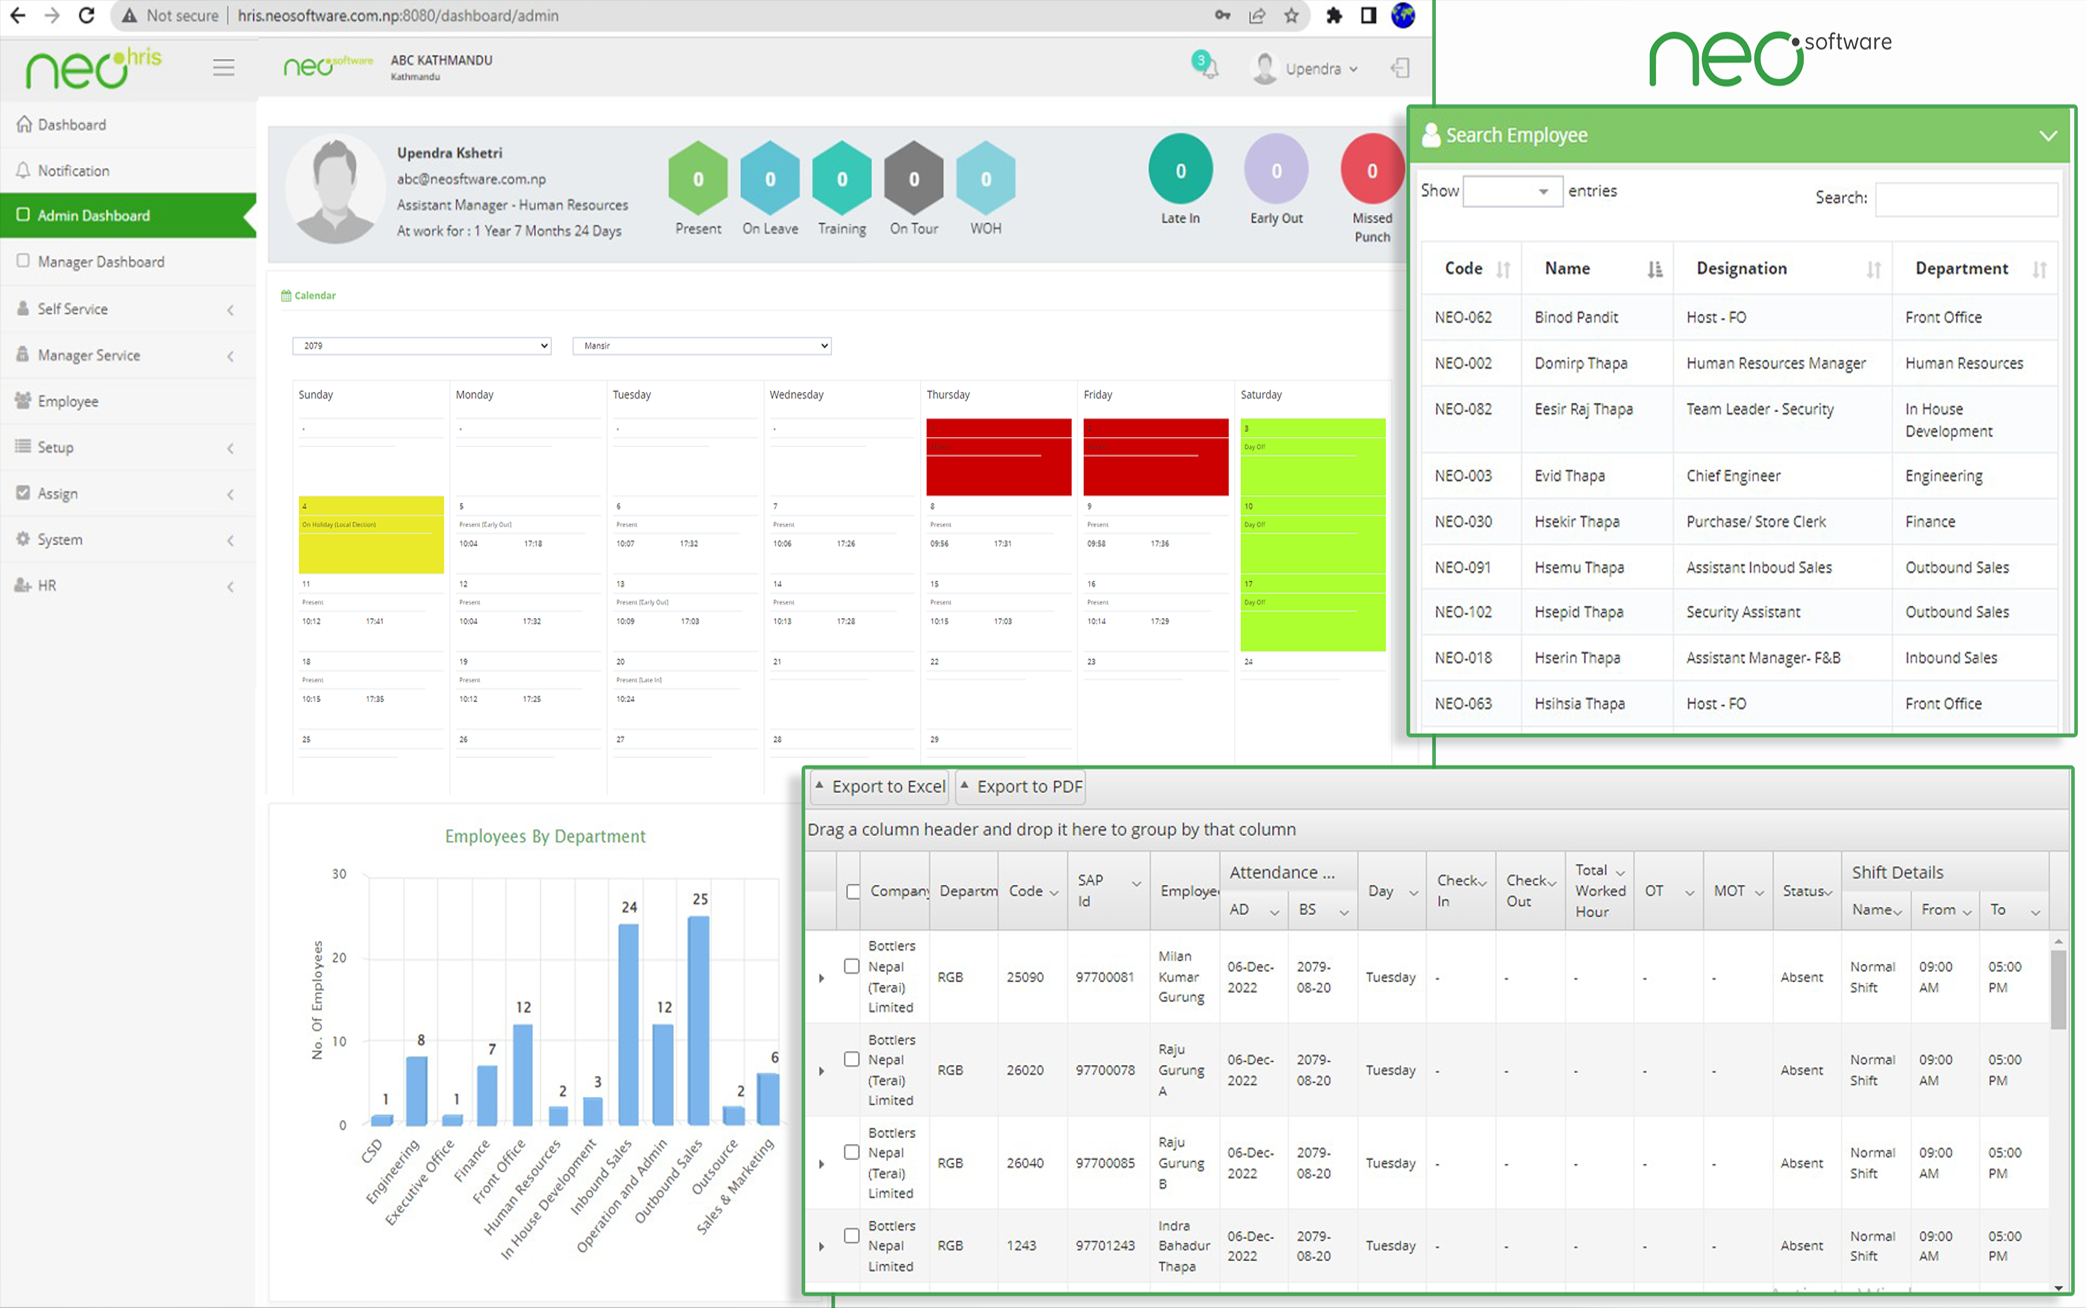 Not secure | hris.neosoftware.com.np:8080/dashboard/admin
neo hris
neo software
ABC KATHMANDU
Kathmandu
3
Upendra
Dashboard
Notification
Admin Dashboard
Manager Dashboard
Self Service
Manager Service
Employee
Setup
Assign
System
HR
Upendra Kshetri
abc@neosftware.com.np
Assistant Manager - Human Resources
At work for : 1 Year 7 Months 24 Days
0 0 0 0 0
Present On Leave Training On Tour WOH
0 0 0
Late In Early Out Missed
Punch
Calendar
2079 Mansir
Sunday Monday Tuesday Wednesday Thursday Friday Saturday
3
Day Off
4 5 6 7 8 9 10
On Holiday (Local Election) Present [Early Out] Present Present Present Present Day Off
10:04 17:18 10:07 17:32 10:06 17:26 09:56 17:31 09:58 17:36
11 12 13 14 15 16 17
Present Present Present [Early Out] Present Present Present Day Off
10:12 17:41 10:04 17:32 10:09 17:03 10:13 17:28 10:15 17:03 10:14 17:29
18 19 20 21 22 23 24
Present Present Present [Late In]
10:15 17:35 10:12 17:25 10:24
25 26 27 28 29
neo software
Search Employee
Show entries Search:
Code Name Designation Department
NEO-062 Binod Pandit Host - FO Front Office
NEO-002 Domirp Thapa Human Resources Manager Human Resources
NEO-082 Eesir Raj Thapa Team Leader - Security In House
Development
NEO-003 Evid Thapa Chief Engineer Engineering
NEO-030 Hsekir Thapa Purchase/ Store Clerk Finance
NEO-091 Hsemu Thapa Assistant Inboud Sales Outbound Sales
NEO-102 Hsepid Thapa Security Assistant Outbound Sales
NEO-018 Hserin Thapa Assistant Manager- F&B Inbound Sales
NEO-063 Hsihsia Thapa Host - FO Front Office
Employees By Department
No. Of Employees
30
20
10
0
1 8 1 7 12 2 3 24 12 25 2 6
CSD
Engineering
Executive Office
Finance
Front Office
Human Resources
In House Development
Inbound Sales
Operation and Admin
Outbound Sales
Outsource
Sales & Marketing
Export to Excel Export to PDF
Drag a column header and drop it here to group by that column
Company Departm Code SAP
Id Employee Attendance ... Day Check
In Check
Out Total
Worked
Hour OT MOT Status Shift Details
AD BS Name From To
Bottlers
Nepal
(Terai)
Limited RGB 25090 97700081 Milan
Kumar
Gurung 06-Dec-
2022 2079-
08-20 Tuesday - - - - - Absent Normal
Shift 09:00
AM 05:00
PM
Bottlers
Nepal
(Terai)
Limited RGB 26020 97700078 Raju
Gurung
A 06-Dec-
2022 2079-
08-20 Tuesday - - - - - Absent Normal
Shift 09:00
AM 05:00
PM
Bottlers
Nepal
(Terai)
Limited RGB 26040 97700085 Raju
Gurung
B 06-Dec-
2022 2079-
08-20 Tuesday - - - - - Absent Normal
Shift 09:00
AM 05:00
PM
Bottlers
Nepal
Limited RGB 1243 97701243 Indra
Bahadur
Thapa 06-Dec-
2022 2079-
08-20 Tuesday - - - - - Absent Normal
Shift 09:00
AM 05:00
PM